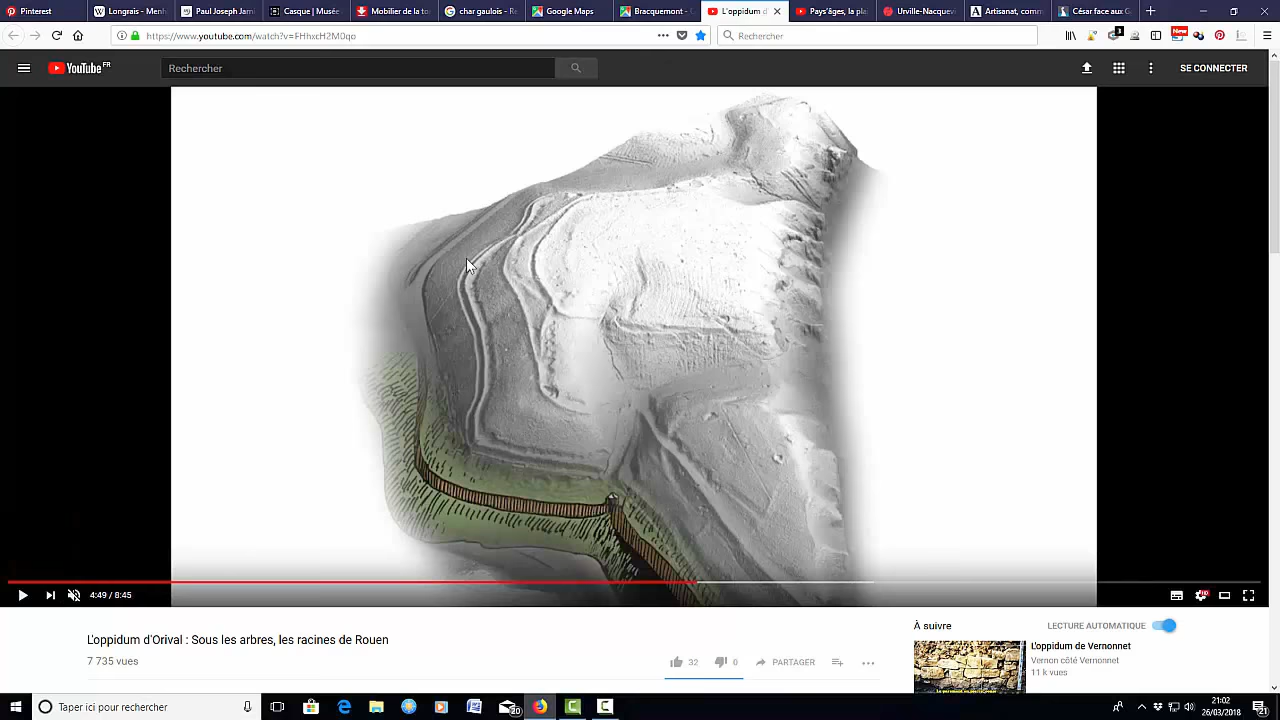 Pinterest
Longrais – Menh
Paul Joseph Jam
Casque | Musée
Mobilier de la to
char gaulois - Re
Google Maps
Bracquemont -
L'oppidum d
Pays'âges, la pla
Urville-Nacquevi
Artisanat, comm
César face aux G
https://www.youtube.com/watch?v=FHhxcH2M0qo
Rechercher
New
YouTube FR
Rechercher
SE CONNECTER
4:49 / 8:45
HD
L'oppidum d'Orival : Sous les arbres, les racines de Rouen
7 735 vues
32
0
PARTAGER
À suivre
LECTURE AUTOMATIQUE
L'oppidum de Vernonnet
Vernon côté Vernonnet
11 k vues
Taper ici pour rechercher
20
21:02
26/03/2018